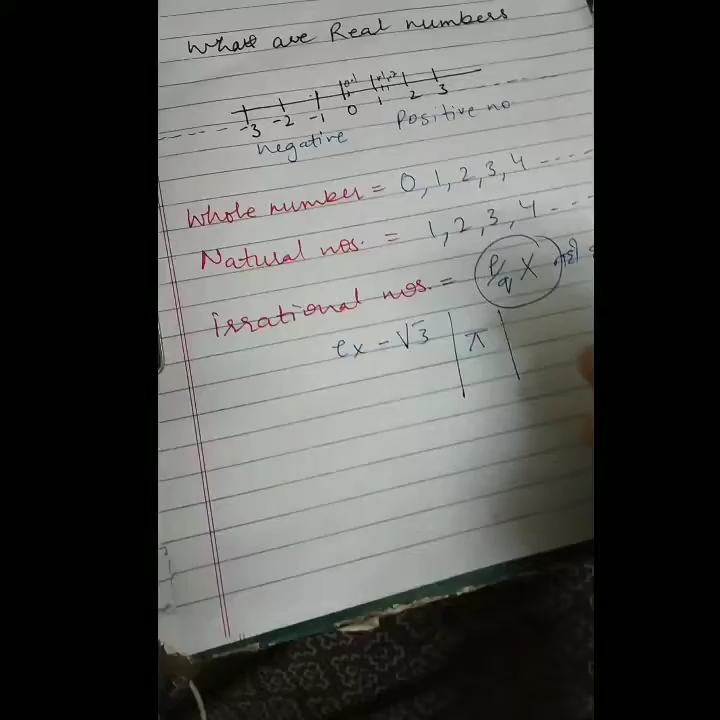 What are Real numbers
-3 -2 -1 0 1 2 3
negative Positive no
Whole number = 0, 1, 2, 3, 4 ----
Natural nos. = 1, 2, 3, 4 ---
irrational nos. = p/q X नहीं
ex - √3 | π |